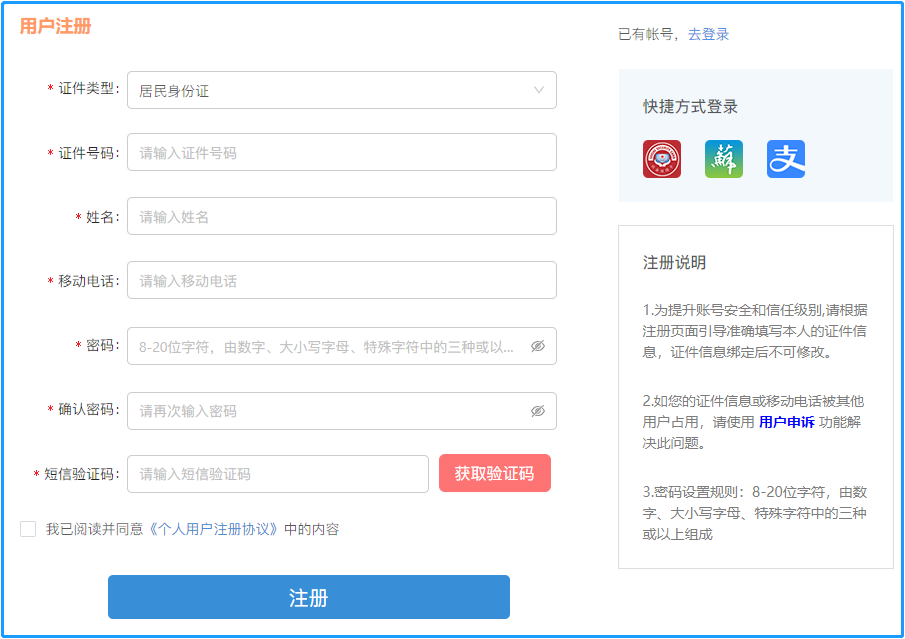 用户注册
* 证件类型:
居民身份证
* 证件号码:
请输入证件号码
* 姓名:
请输入姓名
* 移动电话:
请输入移动电话
* 密码:
8-20位字符，由数字、大小写字母、特殊字符中的三种或以...
* 确认密码:
请再次输入密码
* 短信验证码:
请输入短信验证码
获取验证码
我已阅读并同意《个人用户注册协议》中的内容
注册
已有帐号，去登录
快捷方式登录
蘇
支
注册说明
1.为提升账号安全和信任级别,请根据
注册页面引导准确填写本人的证件信
息，证件信息绑定后不可修改。
2.如您的证件信息或移动电话被其他
用户占用，请使用 用户申诉 功能解
决此问题。
3.密码设置规则：8-20位字符，由数
字、大小写字母、特殊字符中的三种
或以上组成